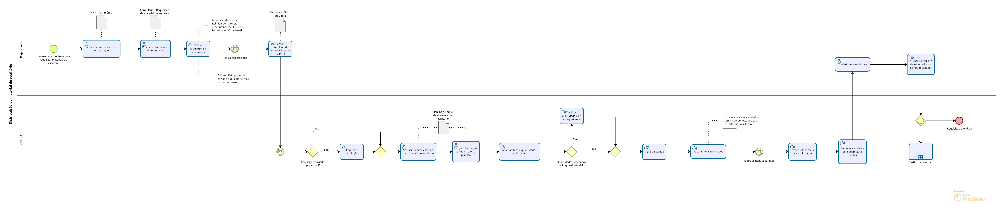 Distribuição de material de escritório
Requisitante
MNP - Patrimônio
Formulário - Requisição
de material de escritório
Requisição deve estar
assinada por Diretor,
Superintendente, Gerente,
Secretária ou Coordenador
Formulário Físico
ou Digital
Necessidade das áreas para
requisitar materiais de
escritório
Verificar itens cadastrados
em estoque
Preencher formulário
de requisição
Colher
assinatura de
aprovação
Requisição assinada
Enviar
formulário de
requisição para
GEPIN3
O Formulário pode ser
enviado digital por e-mail
ou ser impresso
Conferir itens recebidos
Assinar Formulário
de requisição no
campo recebedor
GEPIN3
Requisição enviada
por e-mail?
Não
Sim
Imprimir
requisição
Planilha estoque
de materiais de
escritório
Acessar planilha estoque
de materiais de escritório
Lançar informação
da requisição na
planilha
Analisar itens e quantidades
solicitadas
Quantidades solicitadas
são questionáveis?
Sim
Não
Analisar
quantidade com
o requisitante
Ir até o estoque
Em caso de itens solicitados
sem saldo em estoque são
riscados na solicitação
Separar itens solicitados
Todos os itens separados
Levar os itens até a
área solicitante
Procurar solicitante
ou alguém para
receber
Requisição atendida
Gestão de Estoque
Powered by
bizagi
Modeler